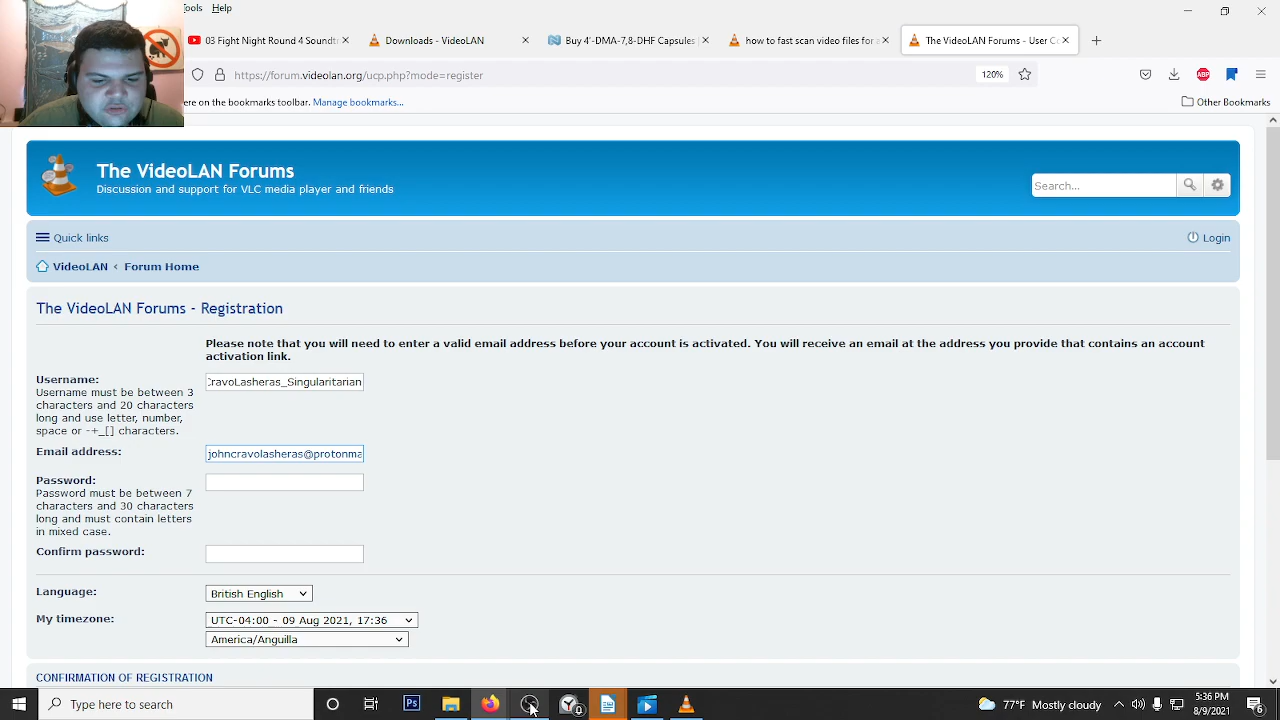 ools Help
03 Fight Night Round 4 Soundt
Downloads - VideoLAN
Buy 4'-DMA-7,8-DHF Capsules |
how to fast scan video files for a
The VideoLAN Forums - User Co
https://forum.videolan.org/ucp.php?mode=register
120%
ABP
ere on the bookmarks toolbar. Manage bookmarks...
Other Bookmarks
The VideoLAN Forums
Discussion and support for VLC media player and friends
Search...
Quick links
Login
VideoLAN ‹ Forum Home
The VideoLAN Forums - Registration
Please note that you will need to enter a valid email address before your account is activated. You will receive an email at the address you provide that contains an account
activation link.
Username:
CravoLasheras_Singularitarian
Username must be between 3
characters and 20 characters
long and use letter, number,
space or -+_[] characters.
Email address:
johncravolasheras@protonma
Password:
Password must be between 7
characters and 30 characters
long and must contain letters
in mixed case.
Confirm password:
Language:
British English
My timezone:
UTC-04:00 - 09 Aug 2021, 17:36
America/Anguilla
CONFIRMATION OF REGISTRATION
Type here to search
Ps
77°F Mostly cloudy
5:36 PM
8/9/2021
6